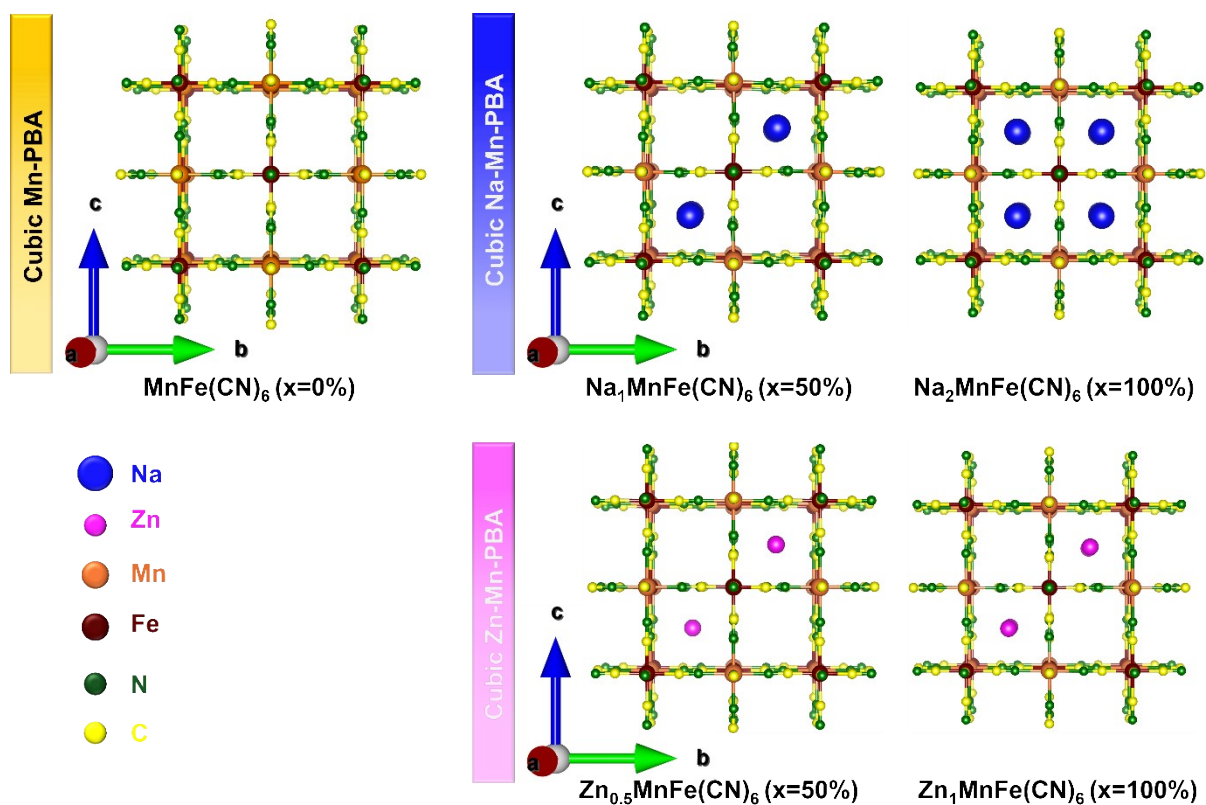 Cubic Mn-PBA
c
a
b
MnFe(CN)₆ (x=0%)
Cubic Na-Mn-PBA
c
a
b
Na₁MnFe(CN)₆ (x=50%)
Na₂MnFe(CN)₆ (x=100%)
Na
Zn
Mn
Fe
N
C
Cubic Zn-Mn-PBA
c
a
b
Zn₀.₅MnFe(CN)₆ (x=50%)
Zn₁MnFe(CN)₆ (x=100%)